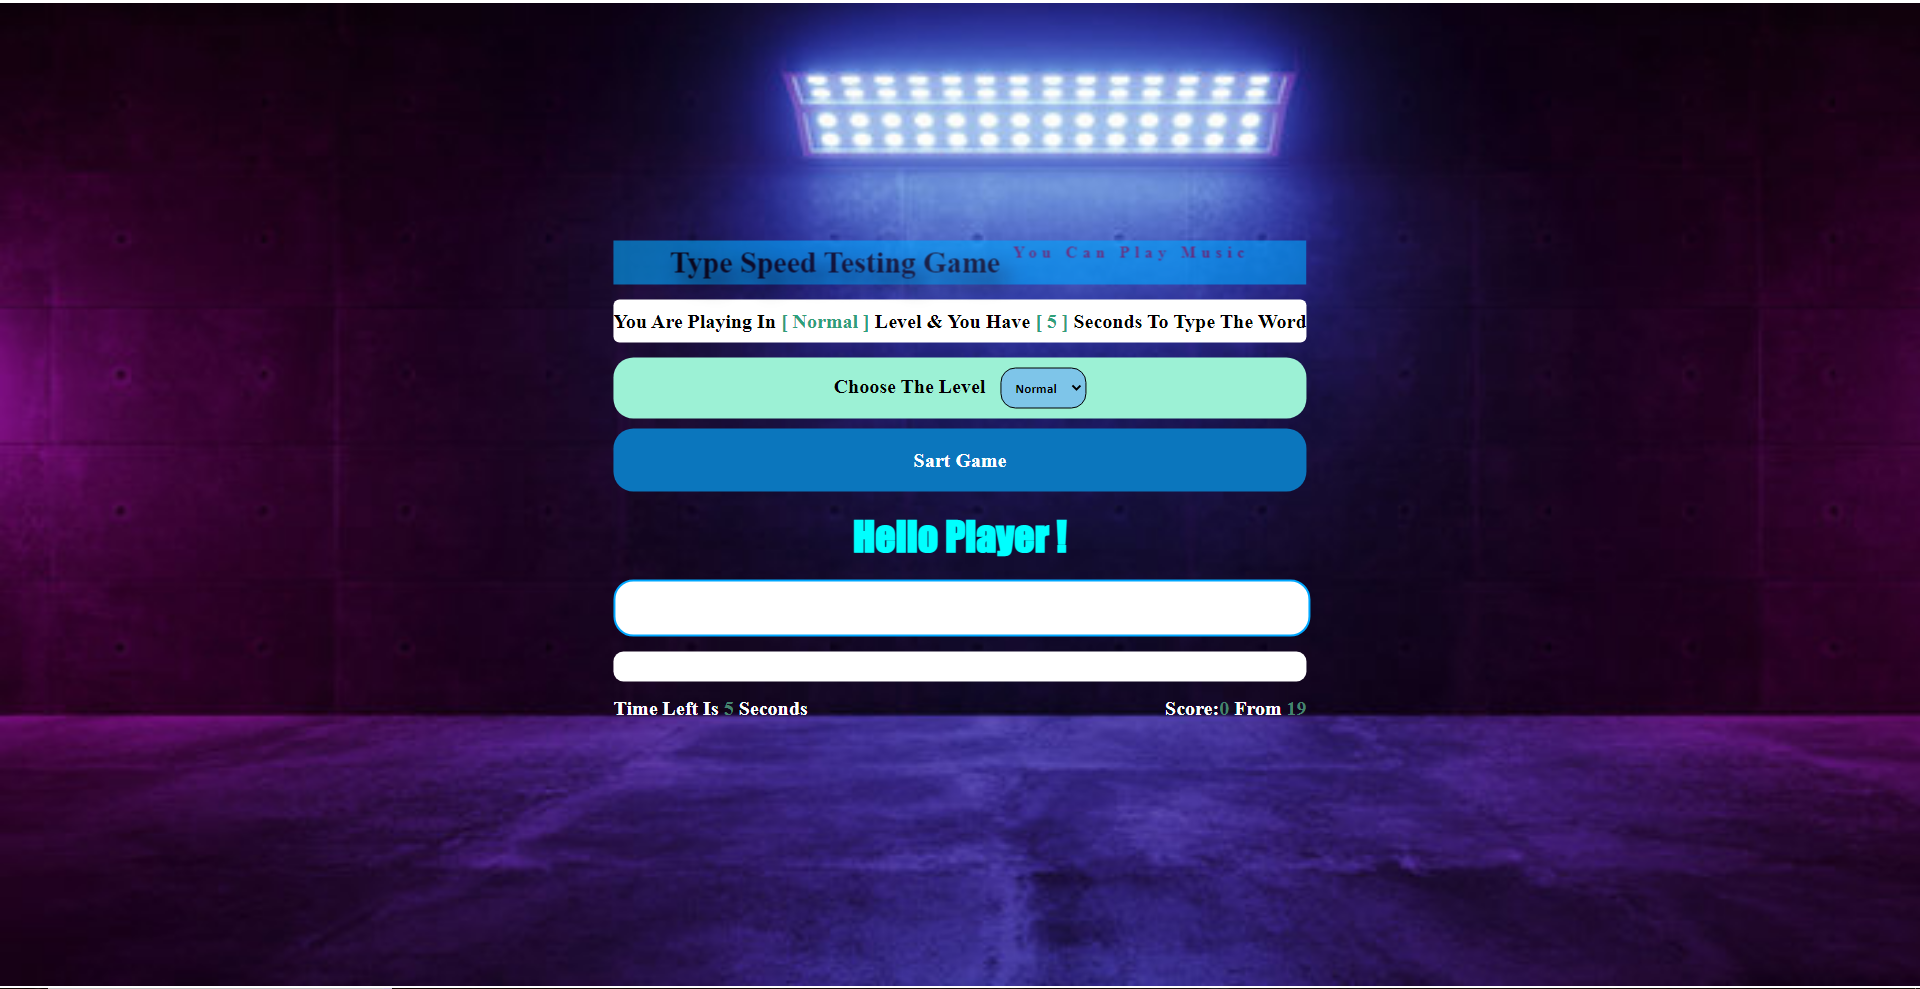 Type Speed Testing Game You Can Play Music
You Are Playing In [ Normal ] Level & You Have [ 5 ] Seconds To Type The Word
Choose The Level Normal
Sart Game
Hello Player !
Time Left Is 5 Seconds Score:0 From 19